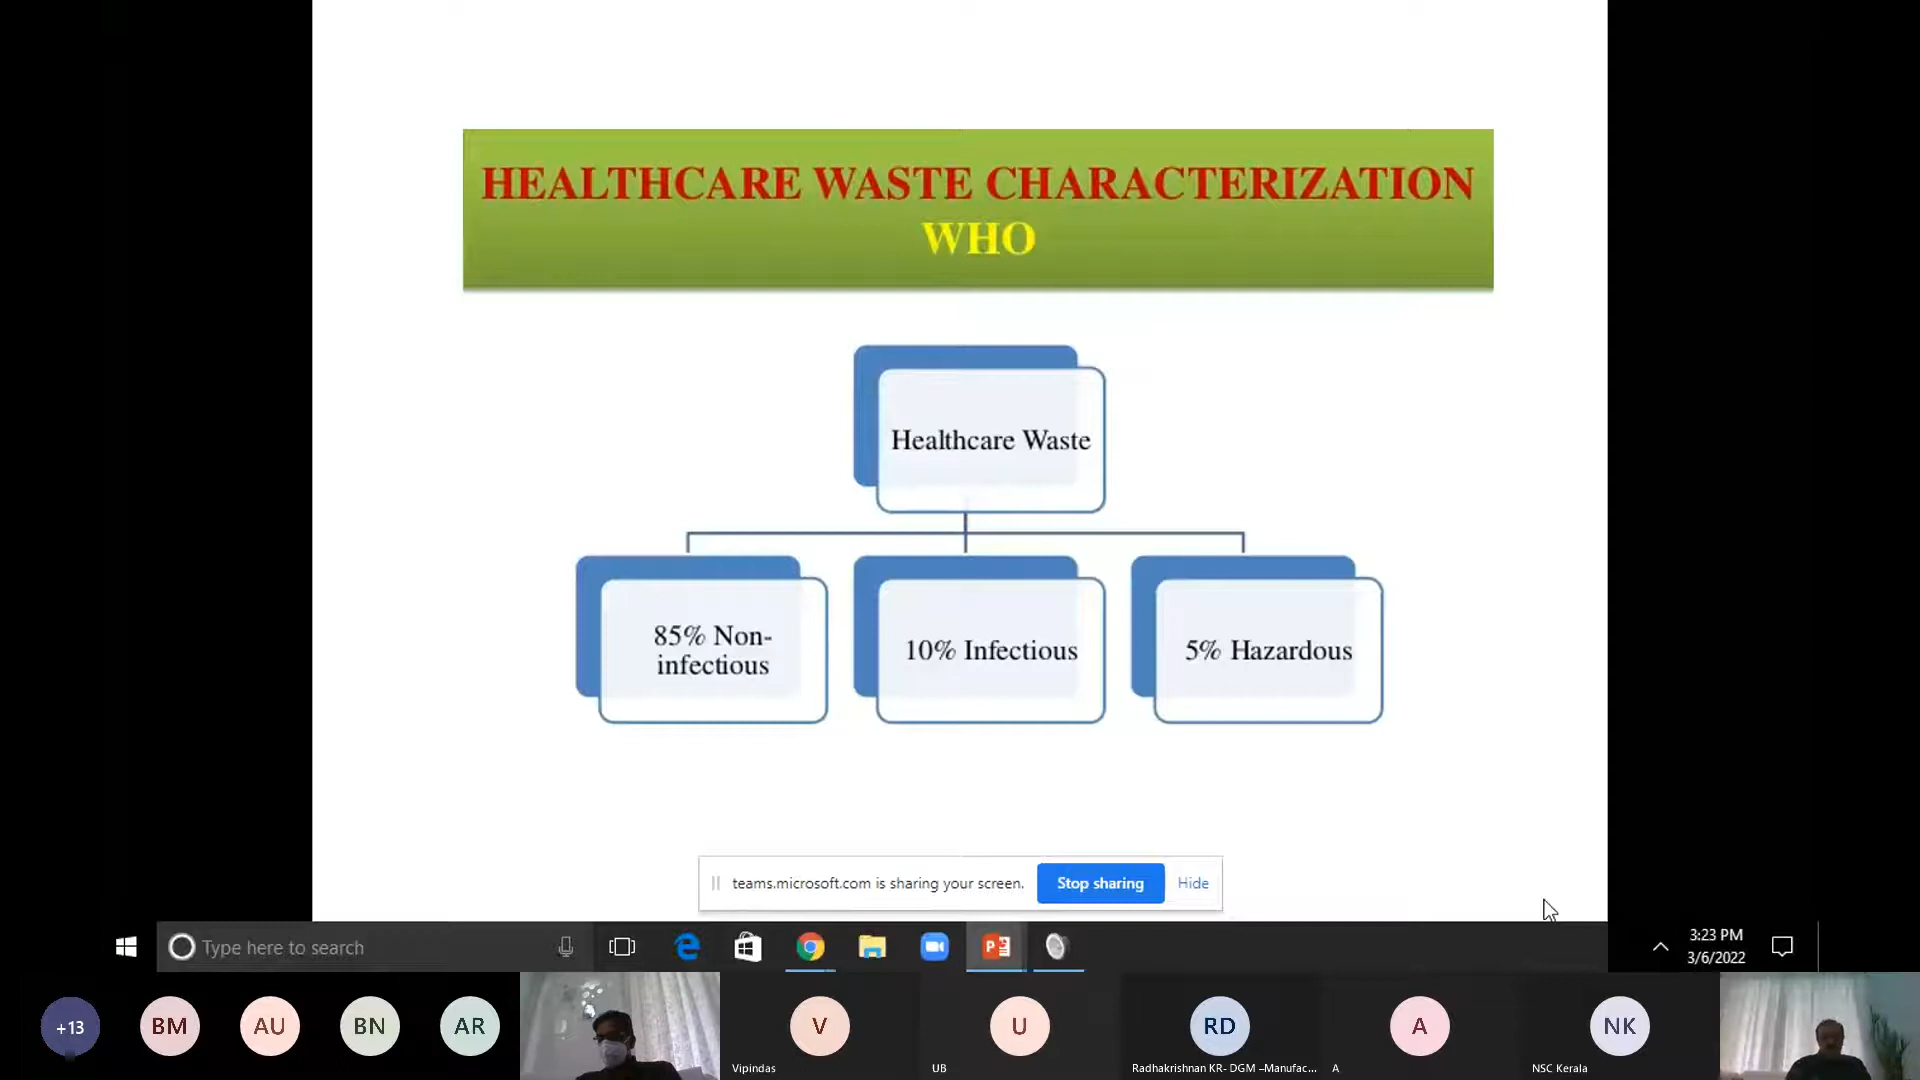 HEALTHCARE WASTE CHARACTERIZATION
WHO
Healthcare Waste
85% Non-
infectious
10% Infectious
5% Hazardous
teams.microsoft.com is sharing your screen.
Stop sharing
Hide
Type here to search
3:23 PM
3/6/2022
+13
BM
AU
BN
AR
V
Vipindas
U
UB
RD
Radhakrishnan KR- DGM –Manufac...
A
A
NK
NSC Kerala